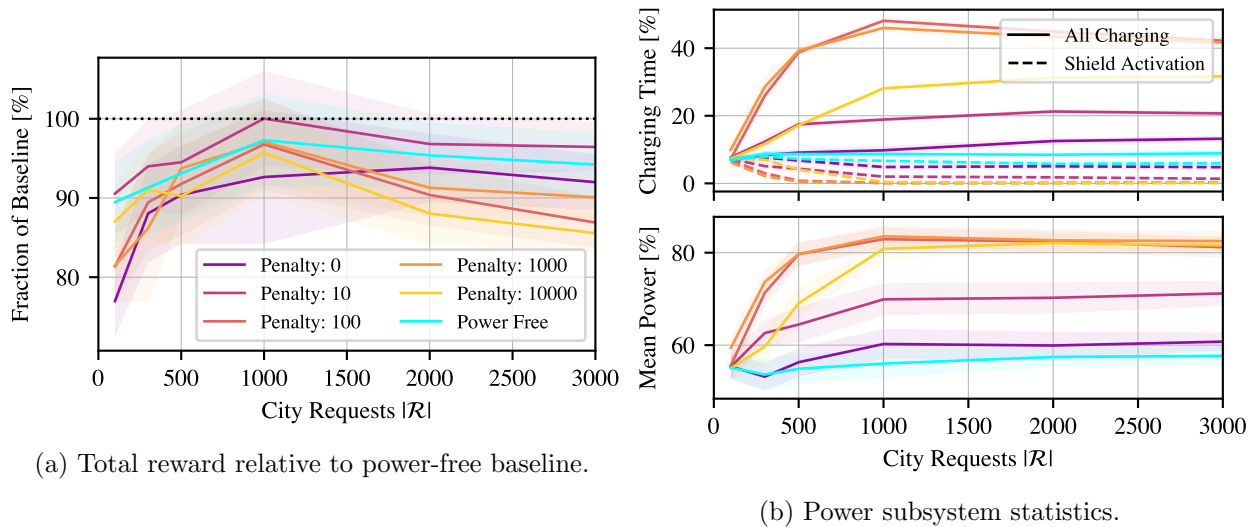 Fraction of Baseline [%]
100
90
80
Penalty: 0
Penalty: 10
Penalty: 100
Penalty: 1000
Penalty: 10000
Power Free
0 500 1000 1500 2000 2500 3000
City Requests |ℛ|
(a) Total reward relative to power-free baseline.
Charging Time [%]
40
20
0
All Charging
Shield Activation
Mean Power [%]
80
60
0 500 1000 1500 2000 2500 3000
City Requests |ℛ|
(b) Power subsystem statistics.